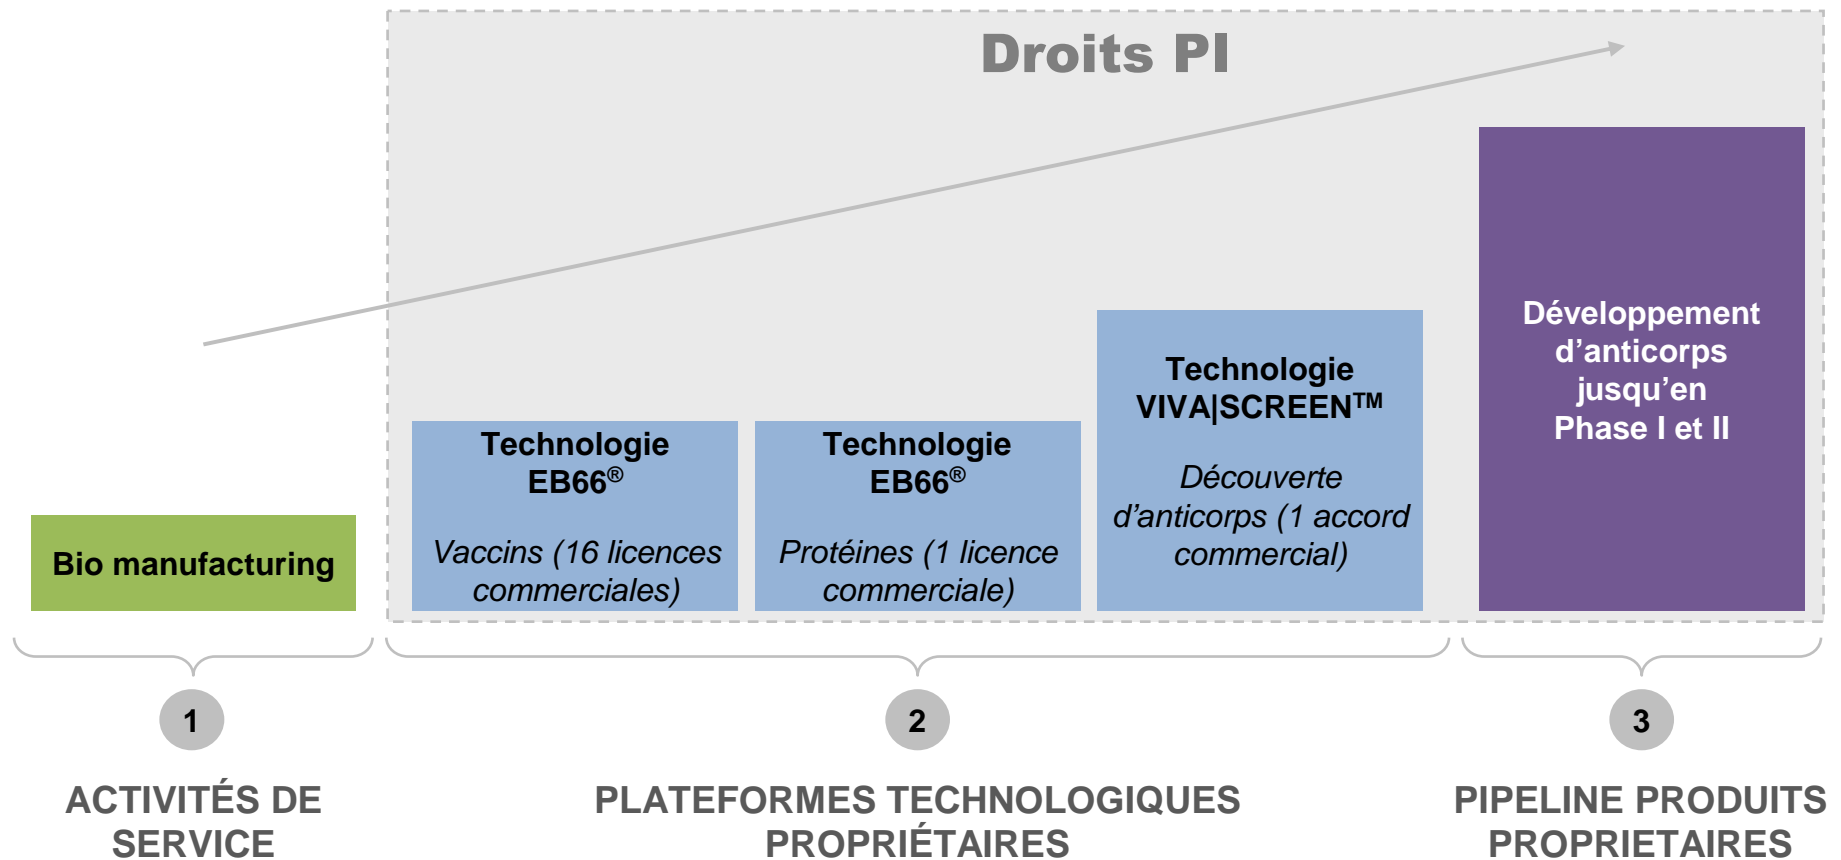 Droits PI
Bio manufacturing
Technologie
EB66®
Vaccins (16 licences
commerciales)
Technologie
EB66®
Protéines (1 licence
commerciale)
Technologie
VIVA|SCREEN™
Découverte
d’anticorps (1 accord
commercial)
Développement
d’anticorps
jusqu’en
Phase I et II
1
ACTIVITÉS DE
SERVICE
2
PLATEFORMES TECHNOLOGIQUES
PROPRIÉTAIRES
3
PIPELINE PRODUITS
PROPRIETAIRES